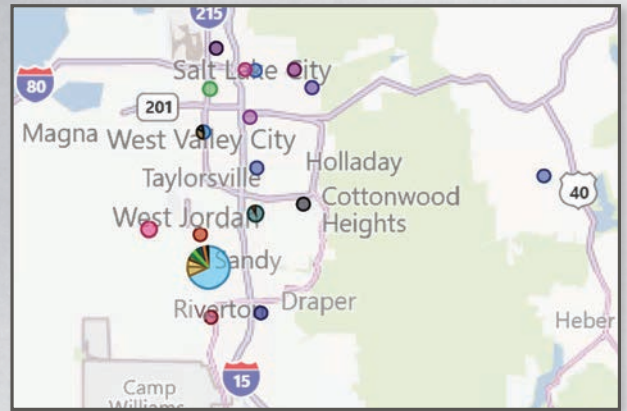 215
Salt Lake City
80
201
Magna
West Valley City
Holladay
Taylorsville
40
Cottonwood
Heights
West Jordan
Sandy
Riverton
Draper
Heber
15
Camp
Williams